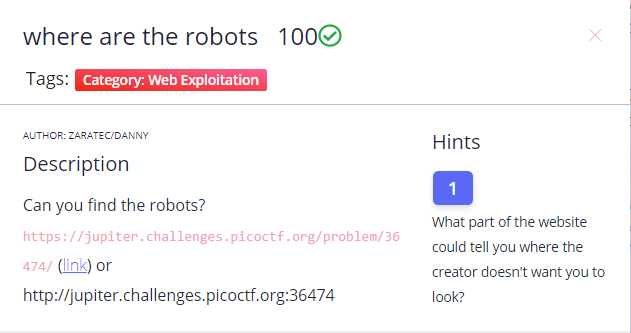 where are the robots 100
Tags: Category: Web Exploitation
AUTHOR: ZARATEC/DANNY
Description
Can you find the robots?
https://jupiter.challenges.picoctf.org/problem/36
474/ (link) or
http://jupiter.challenges.picoctf.org:36474
Hints
1
What part of the website
could tell you where the
creator doesn't want you to
look?